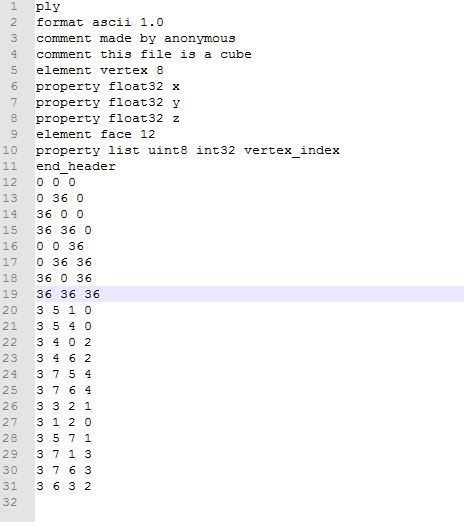 1 ply
2 format ascii 1.0
3 comment made by anonymous
4 comment this file is a cube
5 element vertex 8
6 property float32 x
7 property float32 y
8 property float32 z
9 element face 12
10 property list uint8 int32 vertex_index
11 end_header
12 0 0 0
13 0 36 0
14 36 0 0
15 36 36 0
16 0 0 36
17 0 36 36
18 36 0 36
19 36 36 36
20 3 5 1 0
21 3 5 4 0
22 3 4 0 2
23 3 4 6 2
24 3 7 5 4
25 3 7 6 4
26 3 3 2 1
27 3 1 2 0
28 3 5 7 1
29 3 7 1 3
30 3 7 6 3
31 3 6 3 2
32